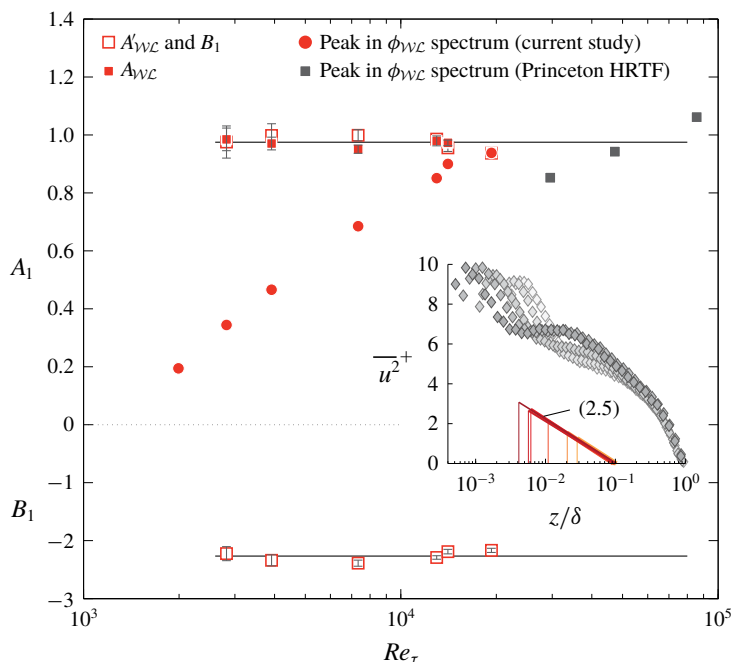 1.4
1.2
1.0
0.8
0.6
0.4
0.2
0
−1
−2
−3
A₁
B₁
A′𝒲ℒ and B₁
A𝒲ℒ
Peak in ϕ𝒲ℒ spectrum (current study)
Peak in ϕ𝒲ℒ spectrum (Princeton HRTF)
10
8
6
4
2
0
u²⁺
(2.5)
10⁻³ 10⁻² 10⁻¹ 10⁰
z/δ
10³ 10⁴ 10⁵
Re_τ